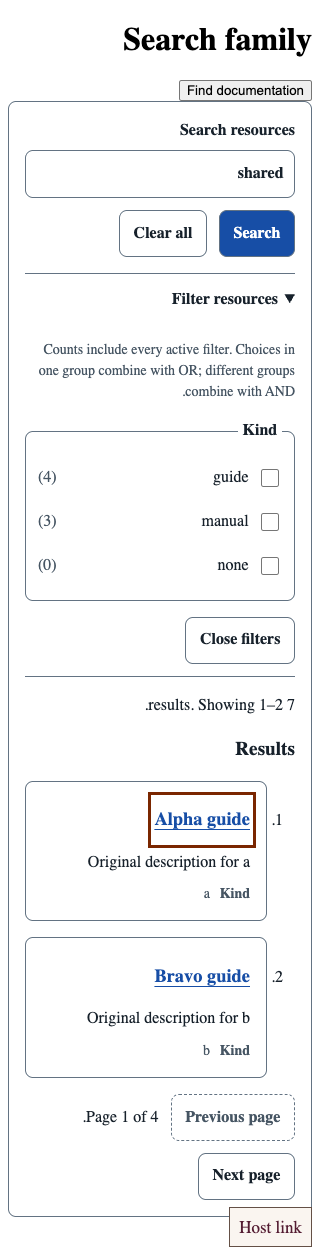 Search family
Find documentation
Search resources
shared
Search
Clear all
Filter resources
Counts include every active filter. Choices in
one group combine with OR; different groups
.combine with AND
Kind
guide (4)
manual (3)
none (0)
Close filters
.results. Showing 1–2 7
Results
.1
Alpha guide
Original description for a
Kind a
.2
Bravo guide
Original description for b
Kind b
Previous page
.Page 1 of 4
Next page
Host link